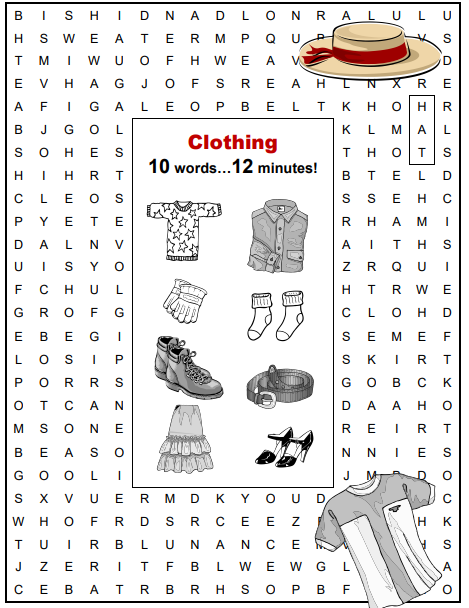 B I S H I D N A D L O N R A L U L U
H S W E A T E R M P Q U V S
T M I W U O F H W E A D
E V H A G J O F S R E A H L N X R E
A F I G A L E O P B E L T K H O H R
B J G O L K L M A L
S O H E S T H O T S
Clothing
10 words...12 minutes!
H I H R T B T E L D
C L E O S S S E H C
P Y E T E R H A M I
D A L N V A I T H S
U I S Y O Z R Q U I
F C H U L H T R W E
G R O F G C L O H D
E B E G I S E M E F
L O S I P S K I R T
P O R R S G O B C K
O T C A N D A A H O
M S O N E R E I R T
B E A S O N N I E S
G O O L I J M P D O
S X V U E R M D K Y O U D C
W H O F R D S R C E E Z H K
T U I R B L U N A N C E H S
J Z E R I T F B L W E W G L A
C E B A T R B R H S O P B F O